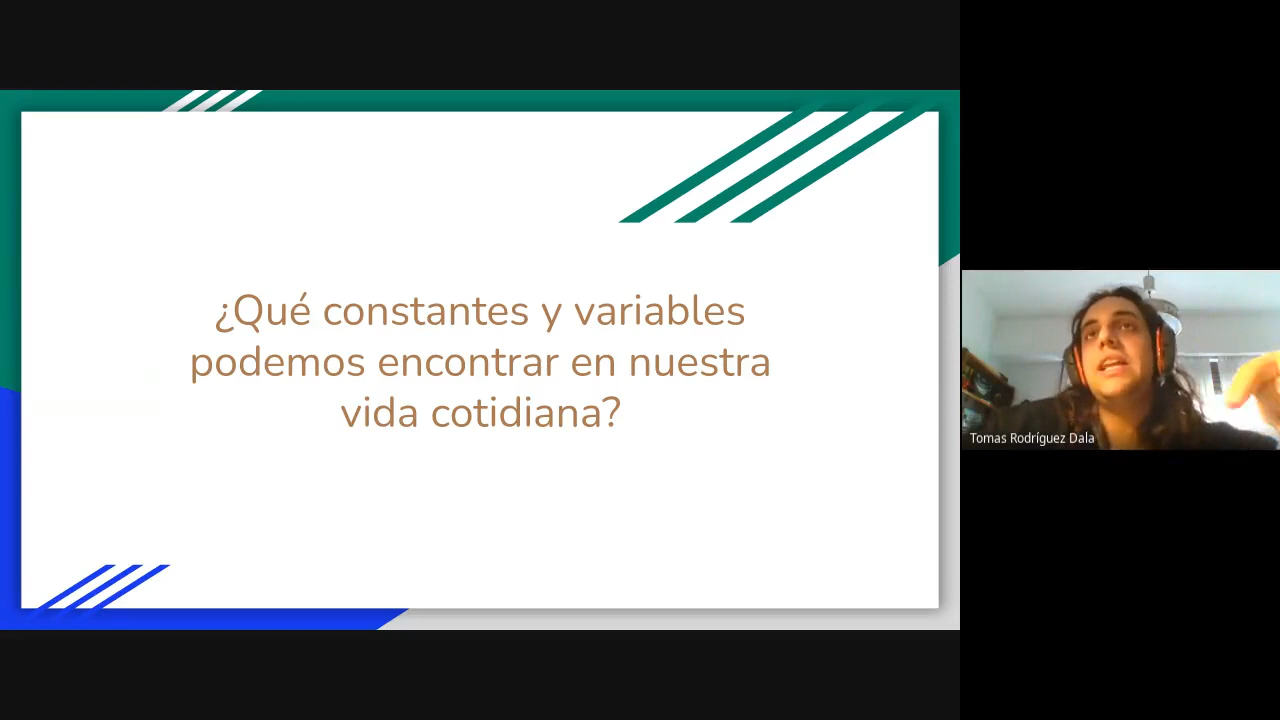 ¿Qué constantes y variables
podemos encontrar en nuestra
vida cotidiana?
Tomas Rodríguez Dala